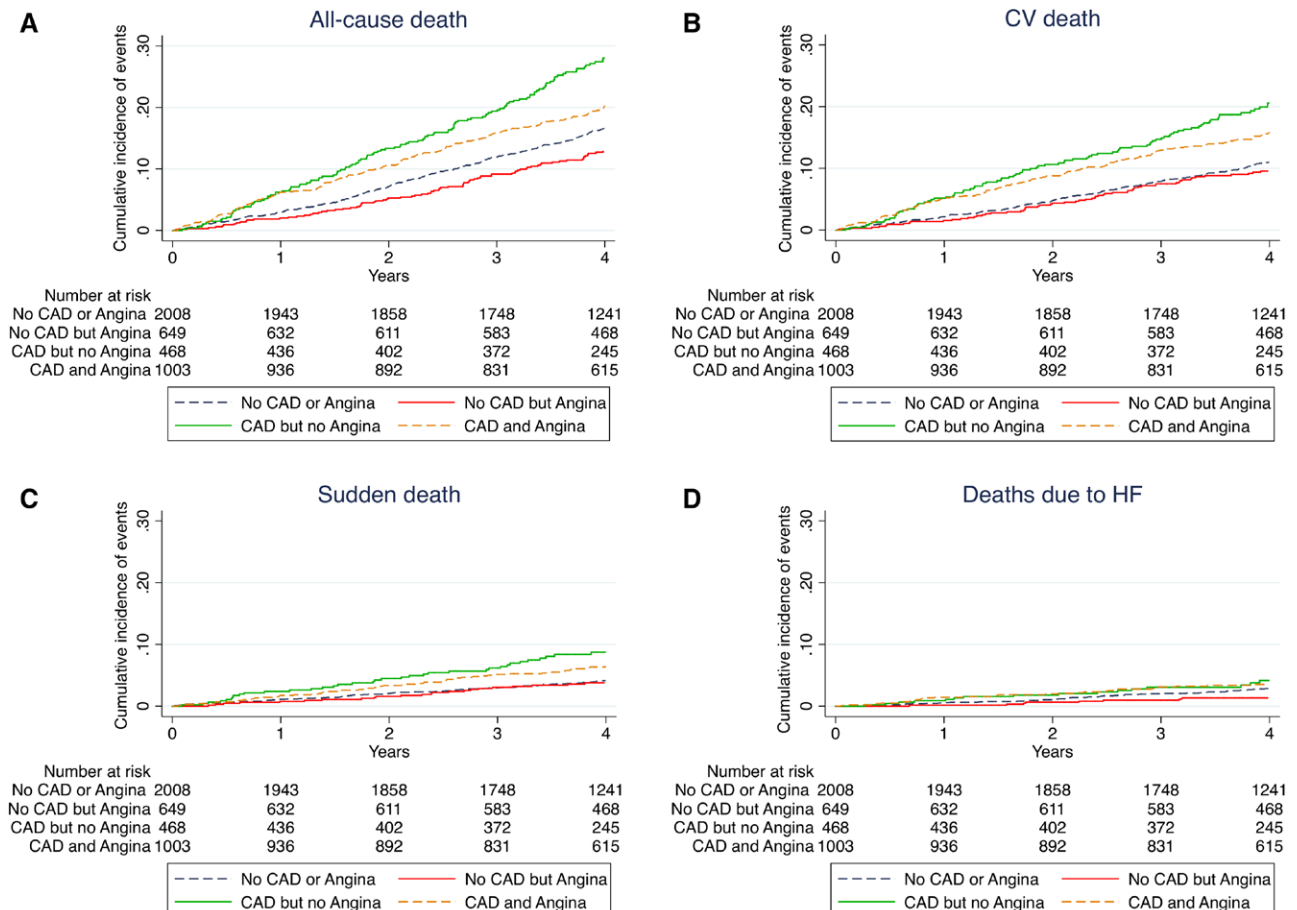 A
All-cause death
Cumulative incidence of events
0 .10 .20 .30
0 1 2 3 4
Years
Number at risk
No CAD or Angina 2008 1943 1858 1748 1241
No CAD but Angina 649 632 611 583 468
CAD but no Angina 468 436 402 372 245
CAD and Angina 1003 936 892 831 615
No CAD or Angina No CAD but Angina
CAD but no Angina CAD and Angina
B
CV death
Cumulative incidence of events
0 .10 .20 .30
0 1 2 3 4
Years
Number at risk
No CAD or Angina 2008 1943 1858 1748 1241
No CAD but Angina 649 632 611 583 468
CAD but no Angina 468 436 402 372 245
CAD and Angina 1003 936 892 831 615
No CAD or Angina No CAD but Angina
CAD but no Angina CAD and Angina
C
Sudden death
Cumulative incidence of events
0 .10 .20 .30
0 1 2 3 4
Years
Number at risk
No CAD or Angina 2008 1943 1858 1748 1241
No CAD but Angina 649 632 611 583 468
CAD but no Angina 468 436 402 372 245
CAD and Angina 1003 936 892 831 615
No CAD or Angina No CAD but Angina
CAD but no Angina CAD and Angina
D
Deaths due to HF
Cumulative incidence of events
0 .10 .20 .30
0 1 2 3 4
Years
Number at risk
No CAD or Angina 2008 1943 1858 1748 1241
No CAD but Angina 649 632 611 583 468
CAD but no Angina 468 436 402 372 245
CAD and Angina 1003 936 892 831 615
No CAD or Angina No CAD but Angina
CAD but no Angina CAD and Angina